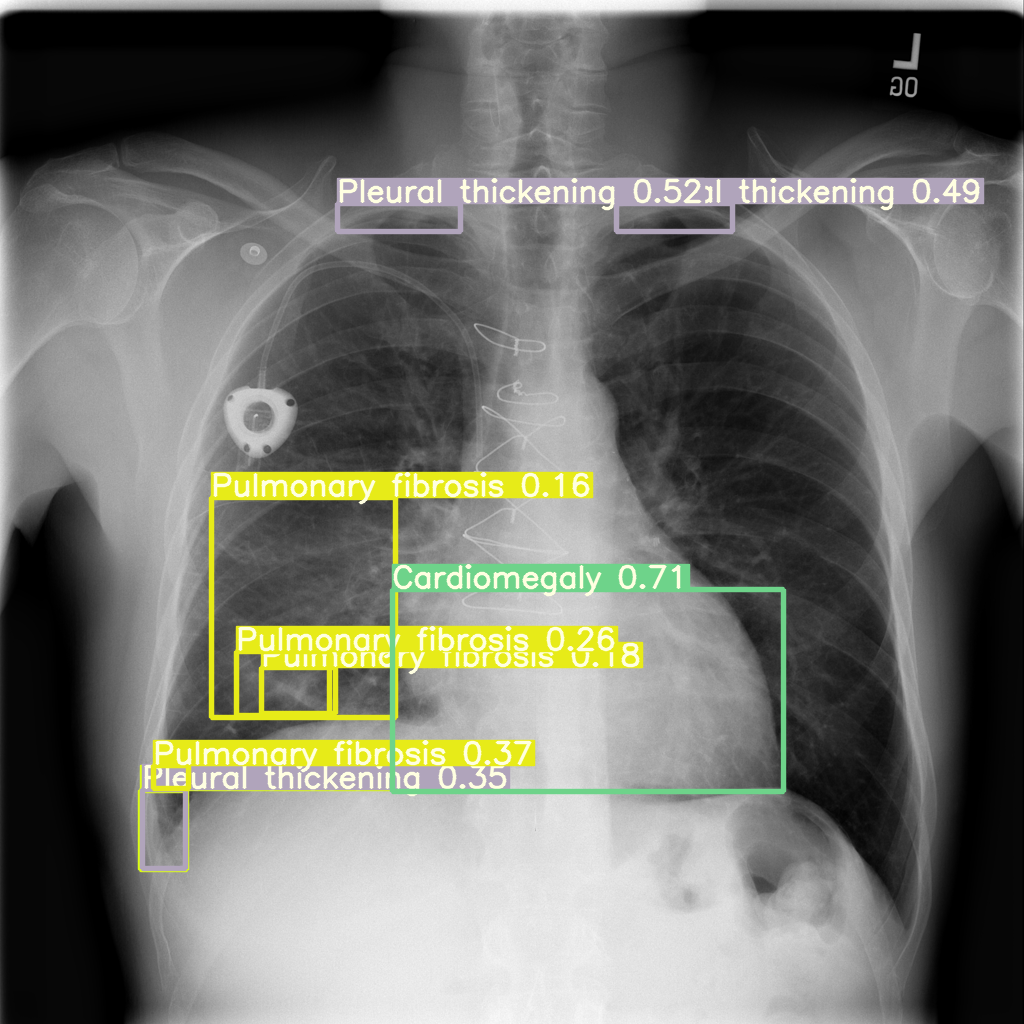 L
OG
Pleural thickening 0.52
thickening 0.49
Pulmonary fibrosis 0.16
Cardiomegaly 0.71
Pulmonary fibrosis 0.26
Pulmonary fibrosis 0.18
Pulmonary fibrosis 0.37
Pleural thickening 0.35